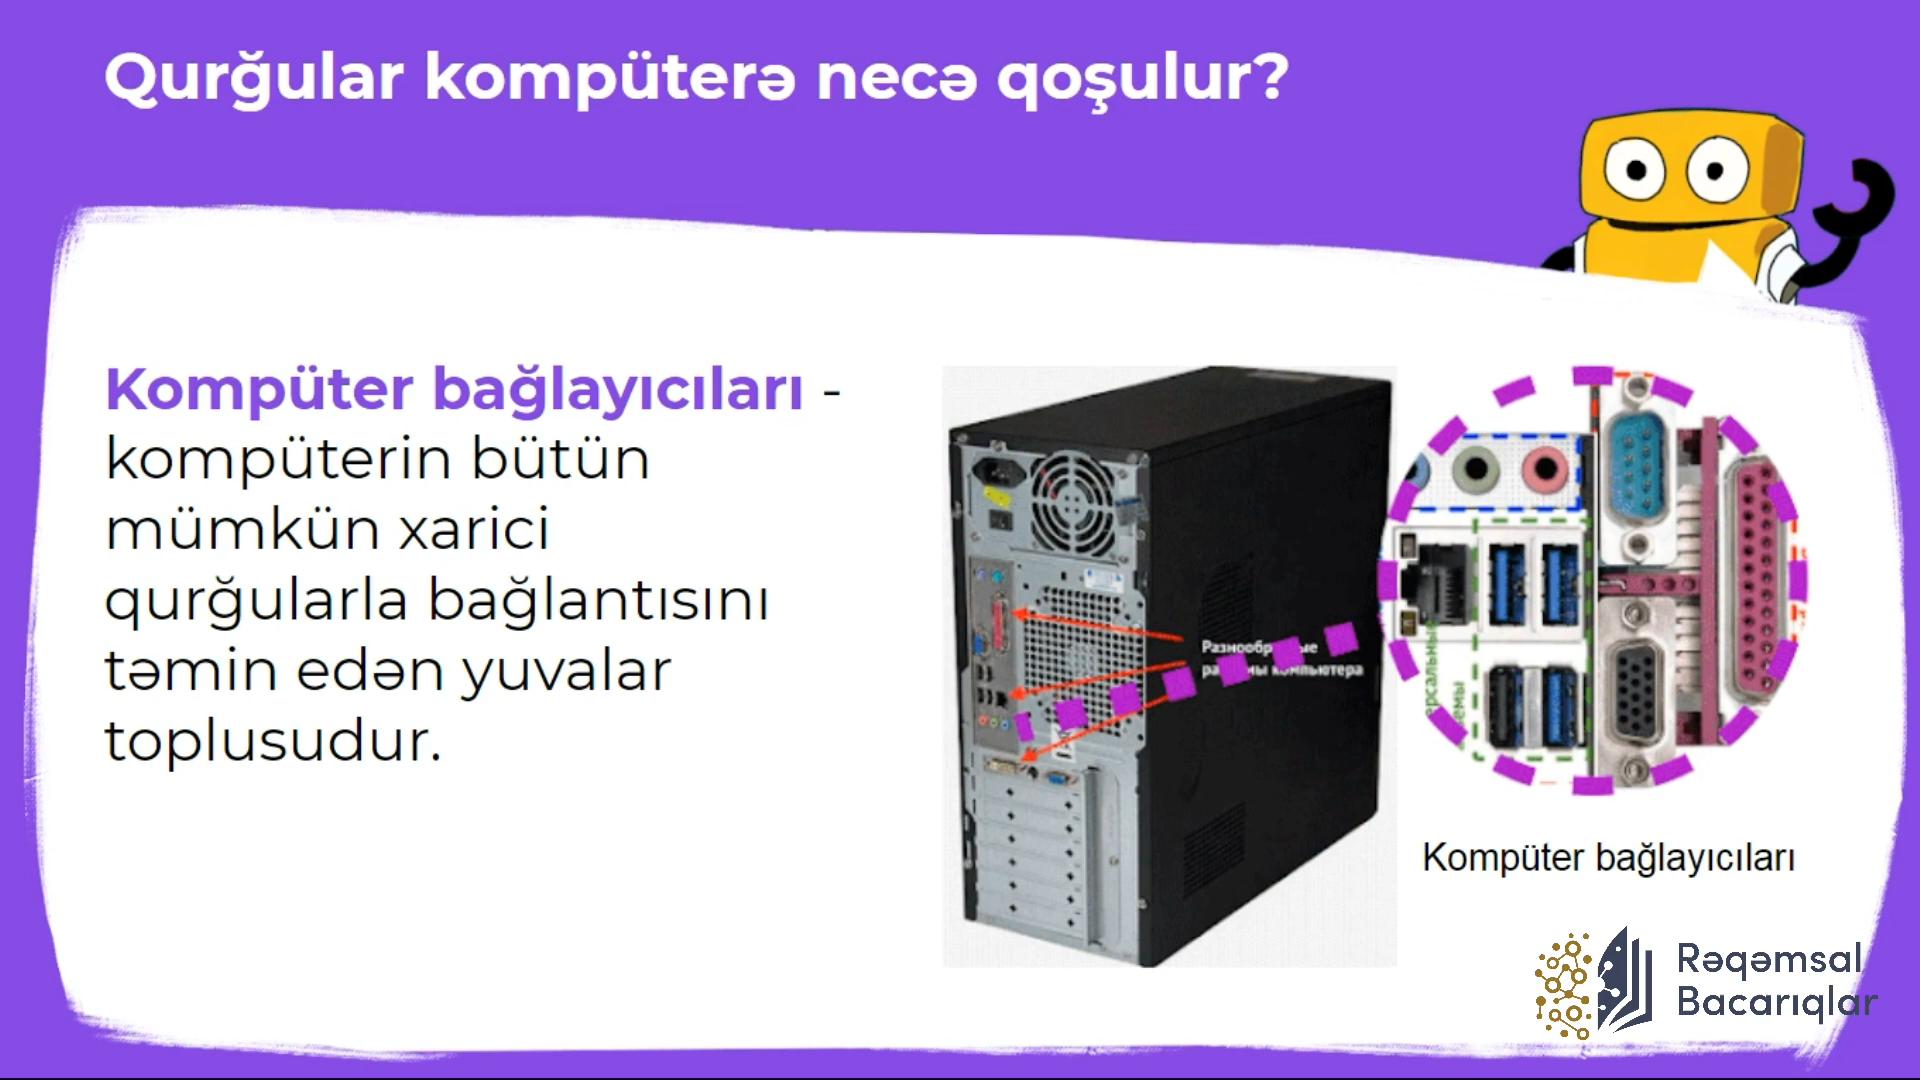 Qurğular kompüterə necə qoşulur?
Kompüter bağlayıcıları -
kompüterin bütün
mümkün xarici
qurğularla bağlantısını
təmin edən yuvalar
toplusudur.
компьютера
Kompüter bağlayıcıları
Rəqəmsal
Bacarıqlar